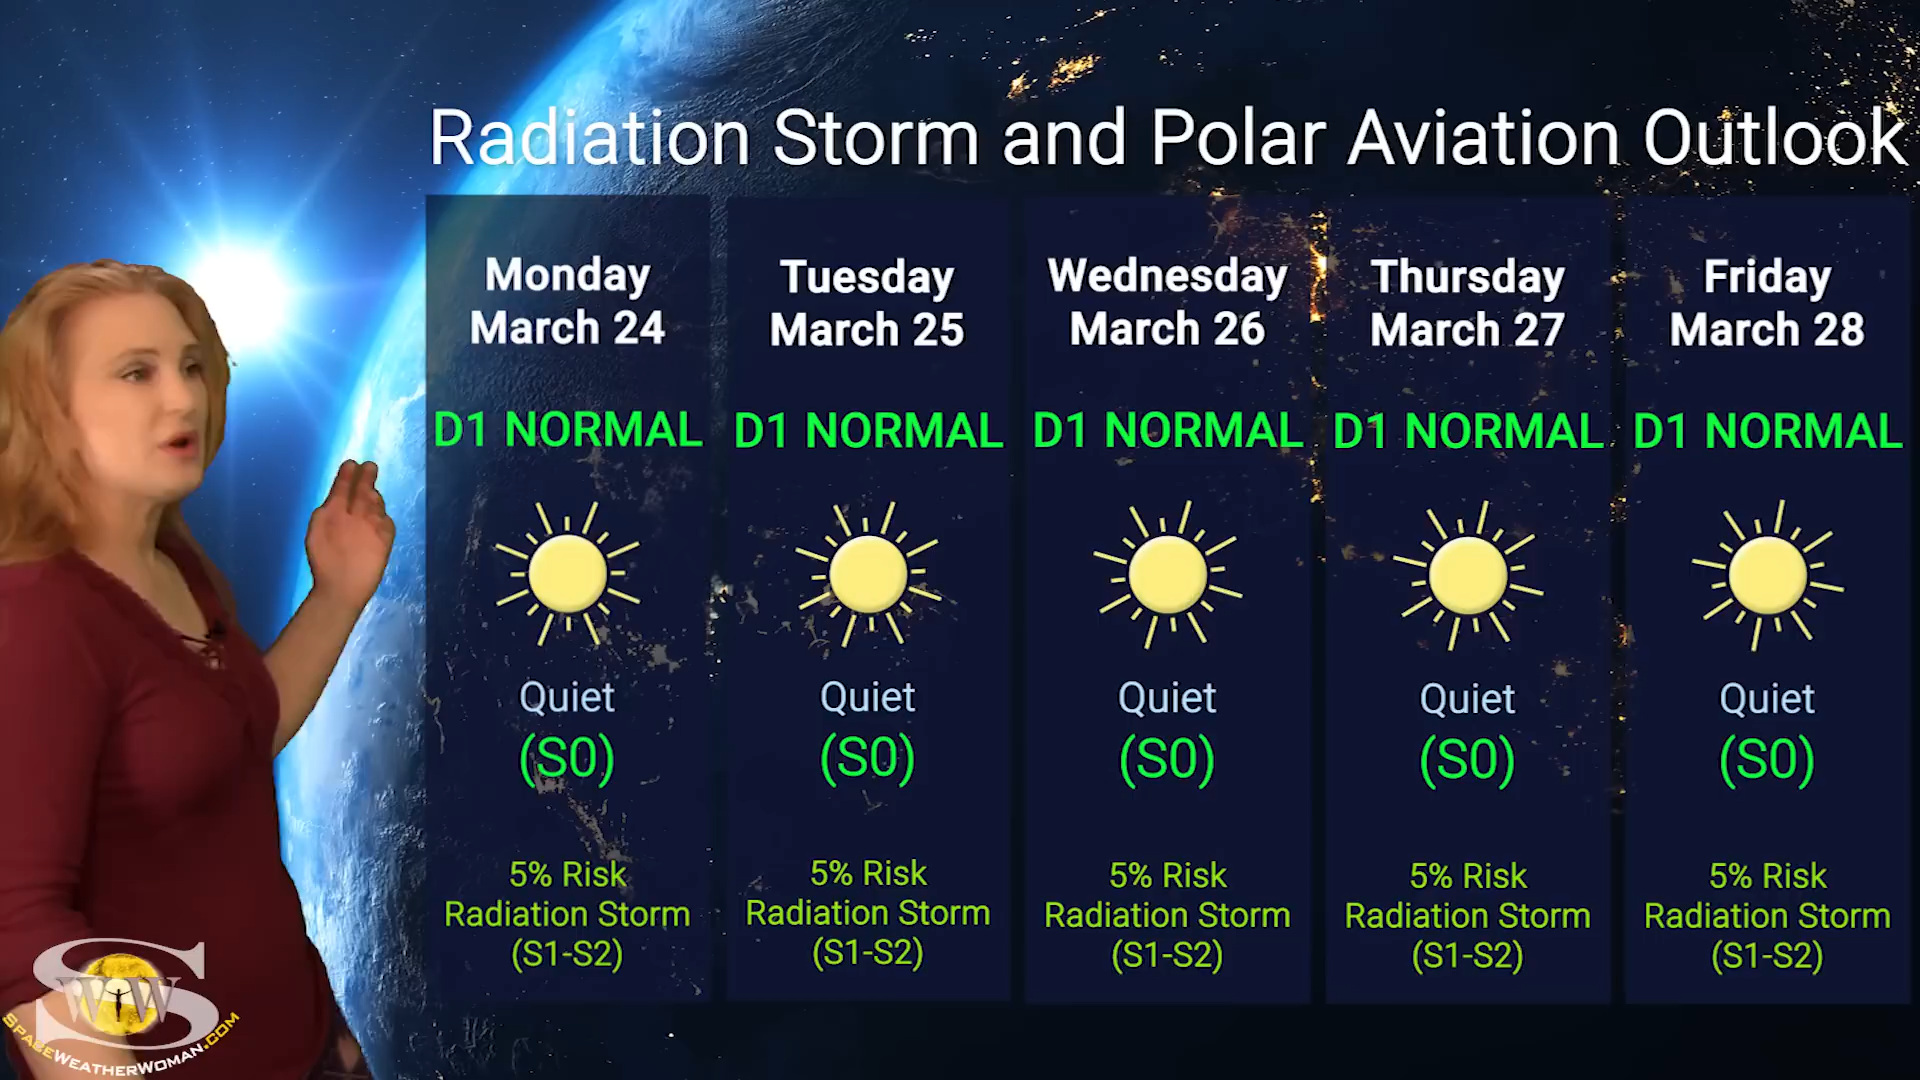 Radiation Storm and Polar Aviation Outlook
Monday
March 24
D1 NORMAL
Quiet
(S0)
5% Risk
Radiation Storm
(S1-S2)
Tuesday
March 25
D1 NORMAL
Quiet
(S0)
5% Risk
Radiation Storm
(S1-S2)
Wednesday
March 26
D1 NORMAL
Quiet
(S0)
5% Risk
Radiation Storm
(S1-S2)
Thursday
March 27
D1 NORMAL
Quiet
(S0)
5% Risk
Radiation Storm
(S1-S2)
Friday
March 28
D1 NORMAL
Quiet
(S0)
5% Risk
Radiation Storm
(S1-S2)
S
WW
SPACEWEATHERWOMAN.COM